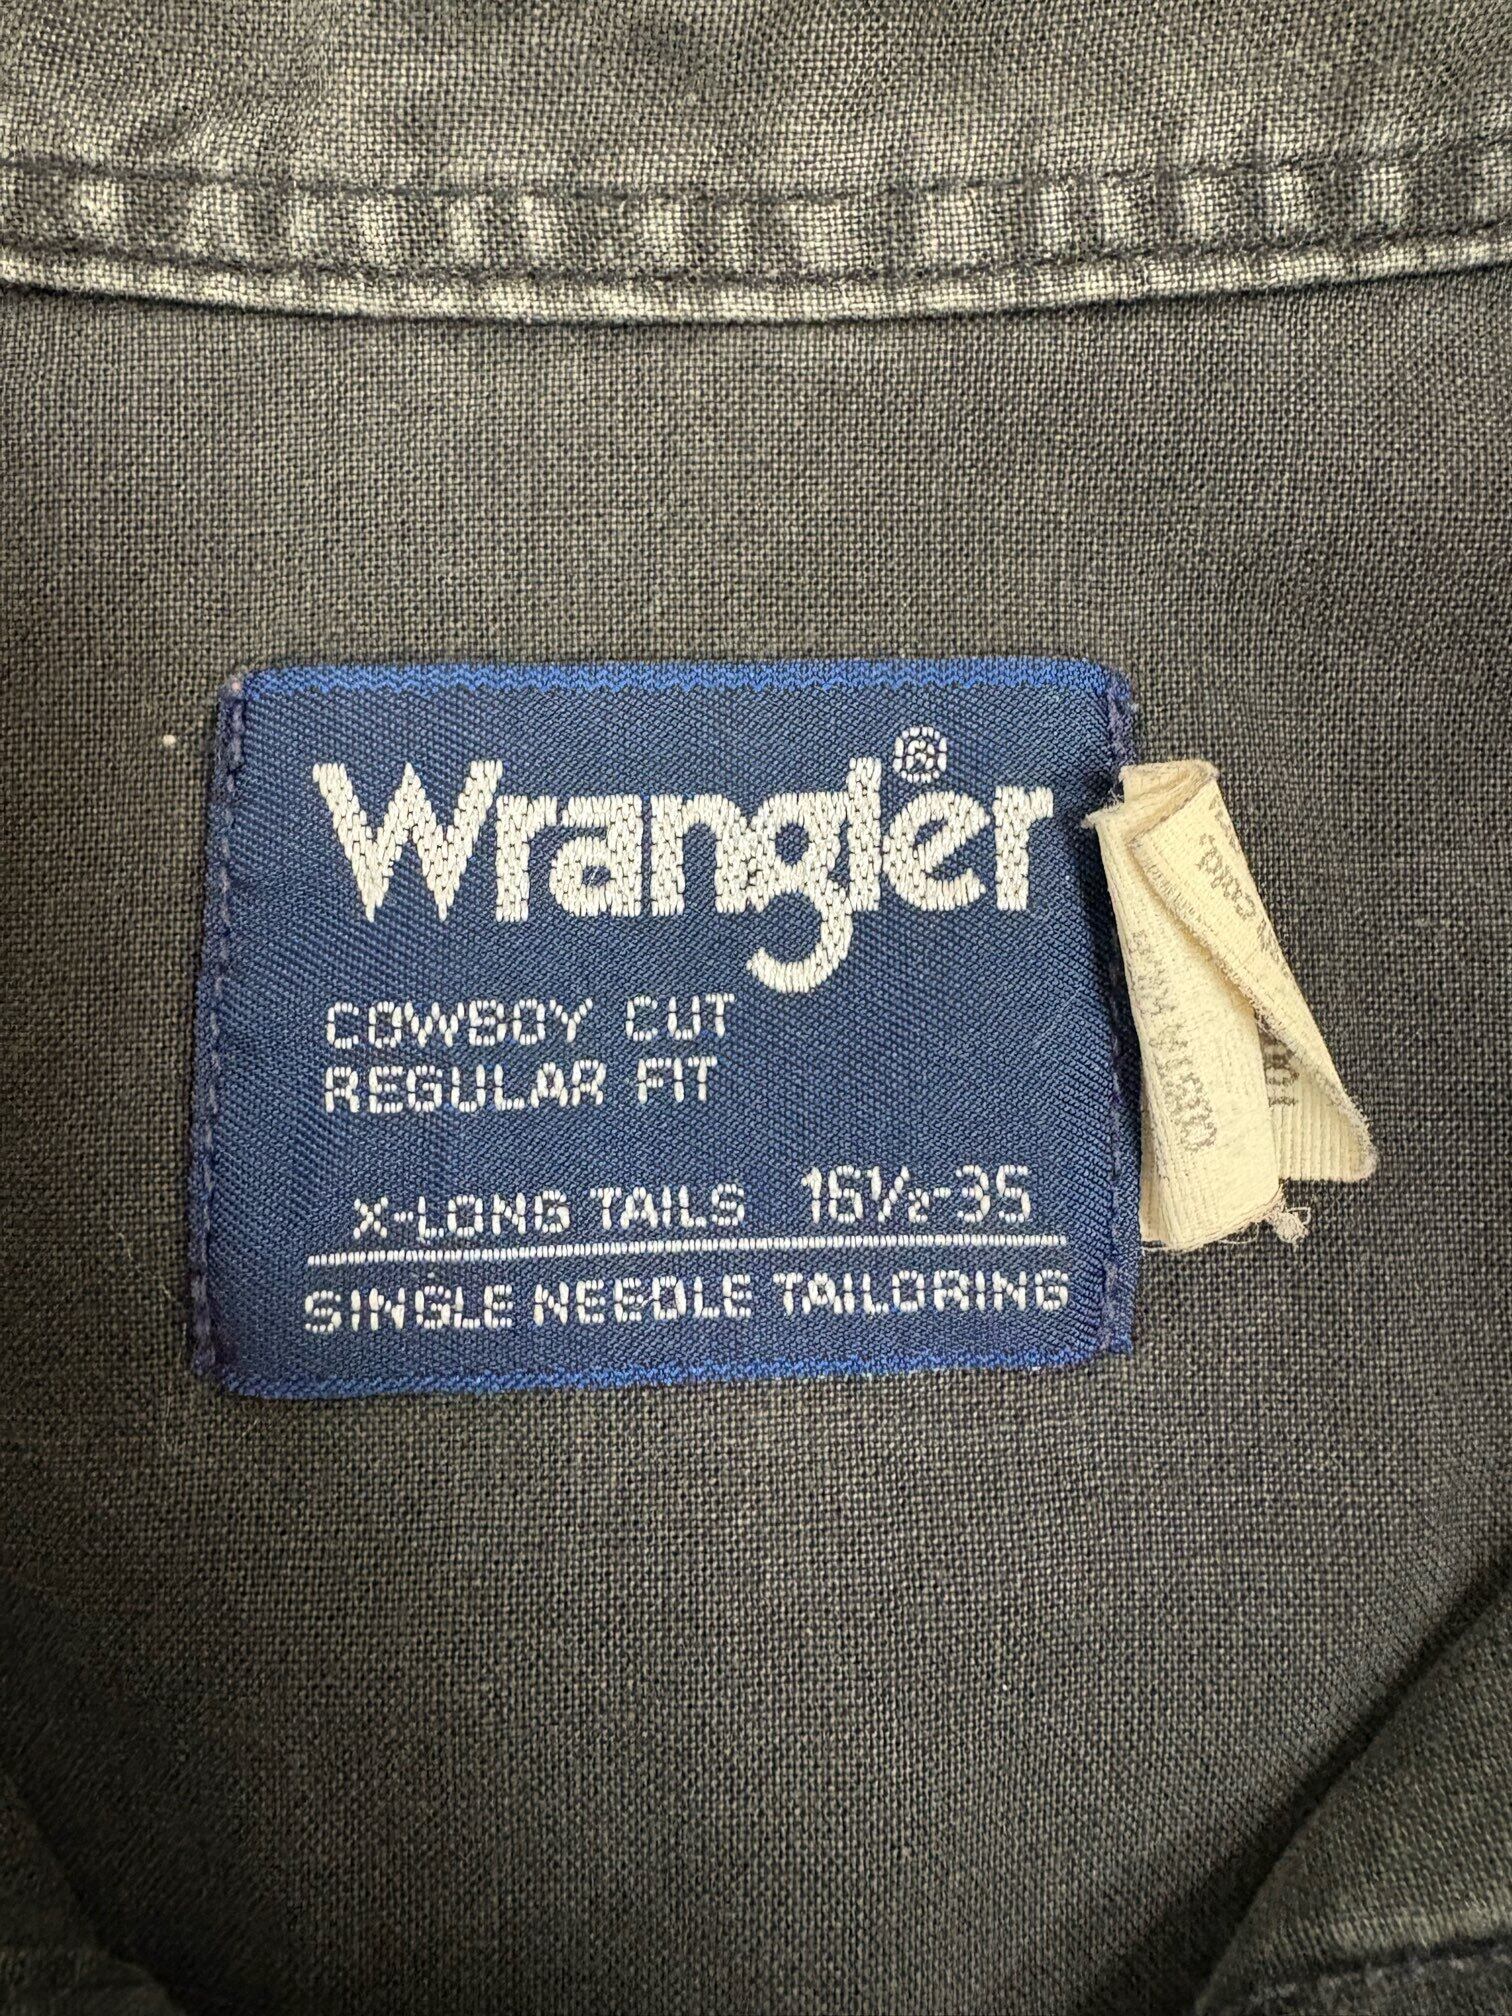 Wrangler®
COWBOY CUT
REGULAR FIT
X-LONG TAILS 16½-35
SINGLE NEEDLE TAILORING